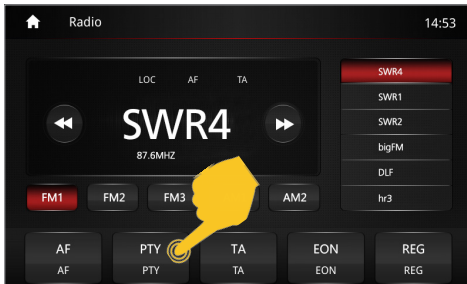 Radio 14:53
LOC AF TA
SWR4
87.6MHZ
SWR4
SWR1
SWR2
bigFM
DLF
hr3
FM1 FM2 FM3 AM2
AF PTY TA EON REG
AF PTY TA EON REG